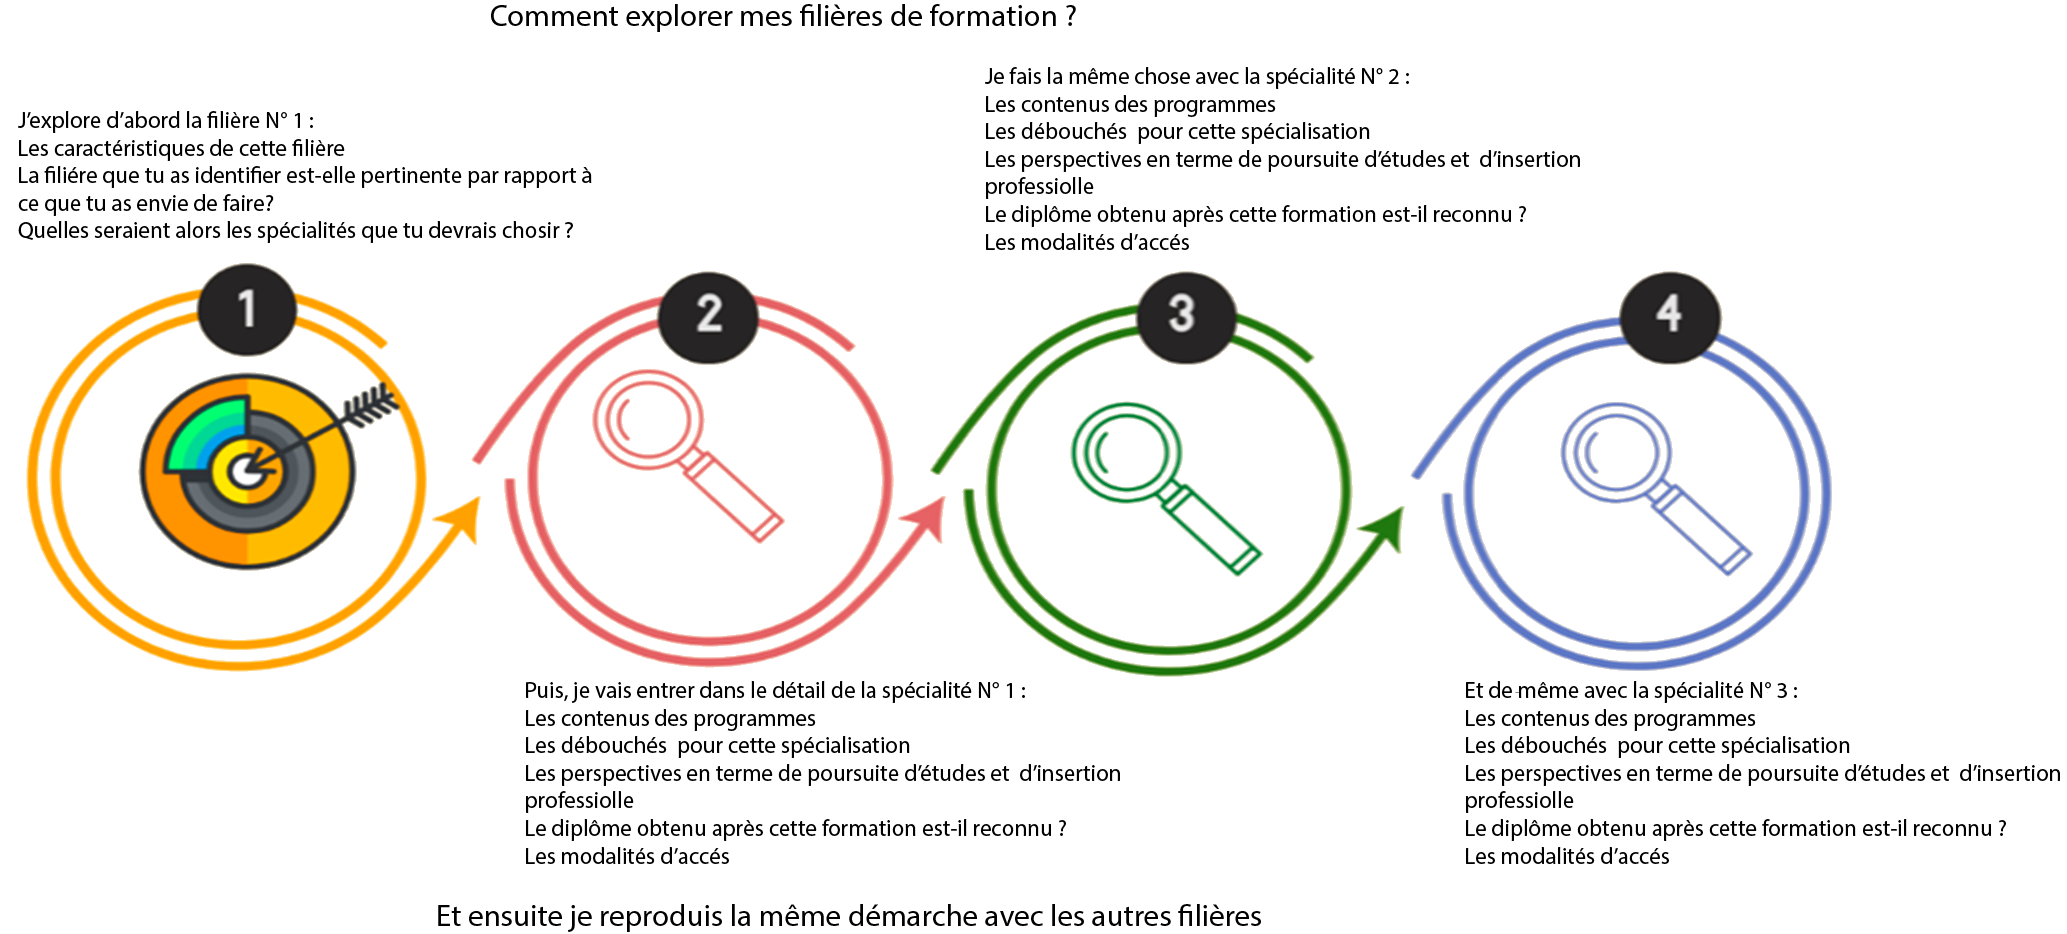 Comment explorer mes filières de formation ?
J’explore d’abord la filière N° 1 :
Les caractéristiques de cette filière
La filiére que tu as identifier est-elle pertinente par rapport à
ce que tu as envie de faire?
Quelles seraient alors les spécialités que tu devrais chosir ?
1
2
Puis, je vais entrer dans le détail de la spécialité N° 1 :
Les contenus des programmes
Les débouchés  pour cette spécialisation
Les perspectives en terme de poursuite d’études et  d’insertion
professiolle
Le diplôme obtenu après cette formation est-il reconnu ?
Les modalités d’accés
Je fais la même chose avec la spécialité N° 2 :
Les contenus des programmes
Les débouchés  pour cette spécialisation
Les perspectives en terme de poursuite d’études et  d’insertion
professiolle
Le diplôme obtenu après cette formation est-il reconnu ?
Les modalités d’accés
3
4
Et de même avec la spécialité N° 3 :
Les contenus des programmes
Les débouchés  pour cette spécialisation
Les perspectives en terme de poursuite d’études et  d’insertion
professiolle
Le diplôme obtenu après cette formation est-il reconnu ?
Les modalités d’accés
Et ensuite je reproduis la même démarche avec les autres filières